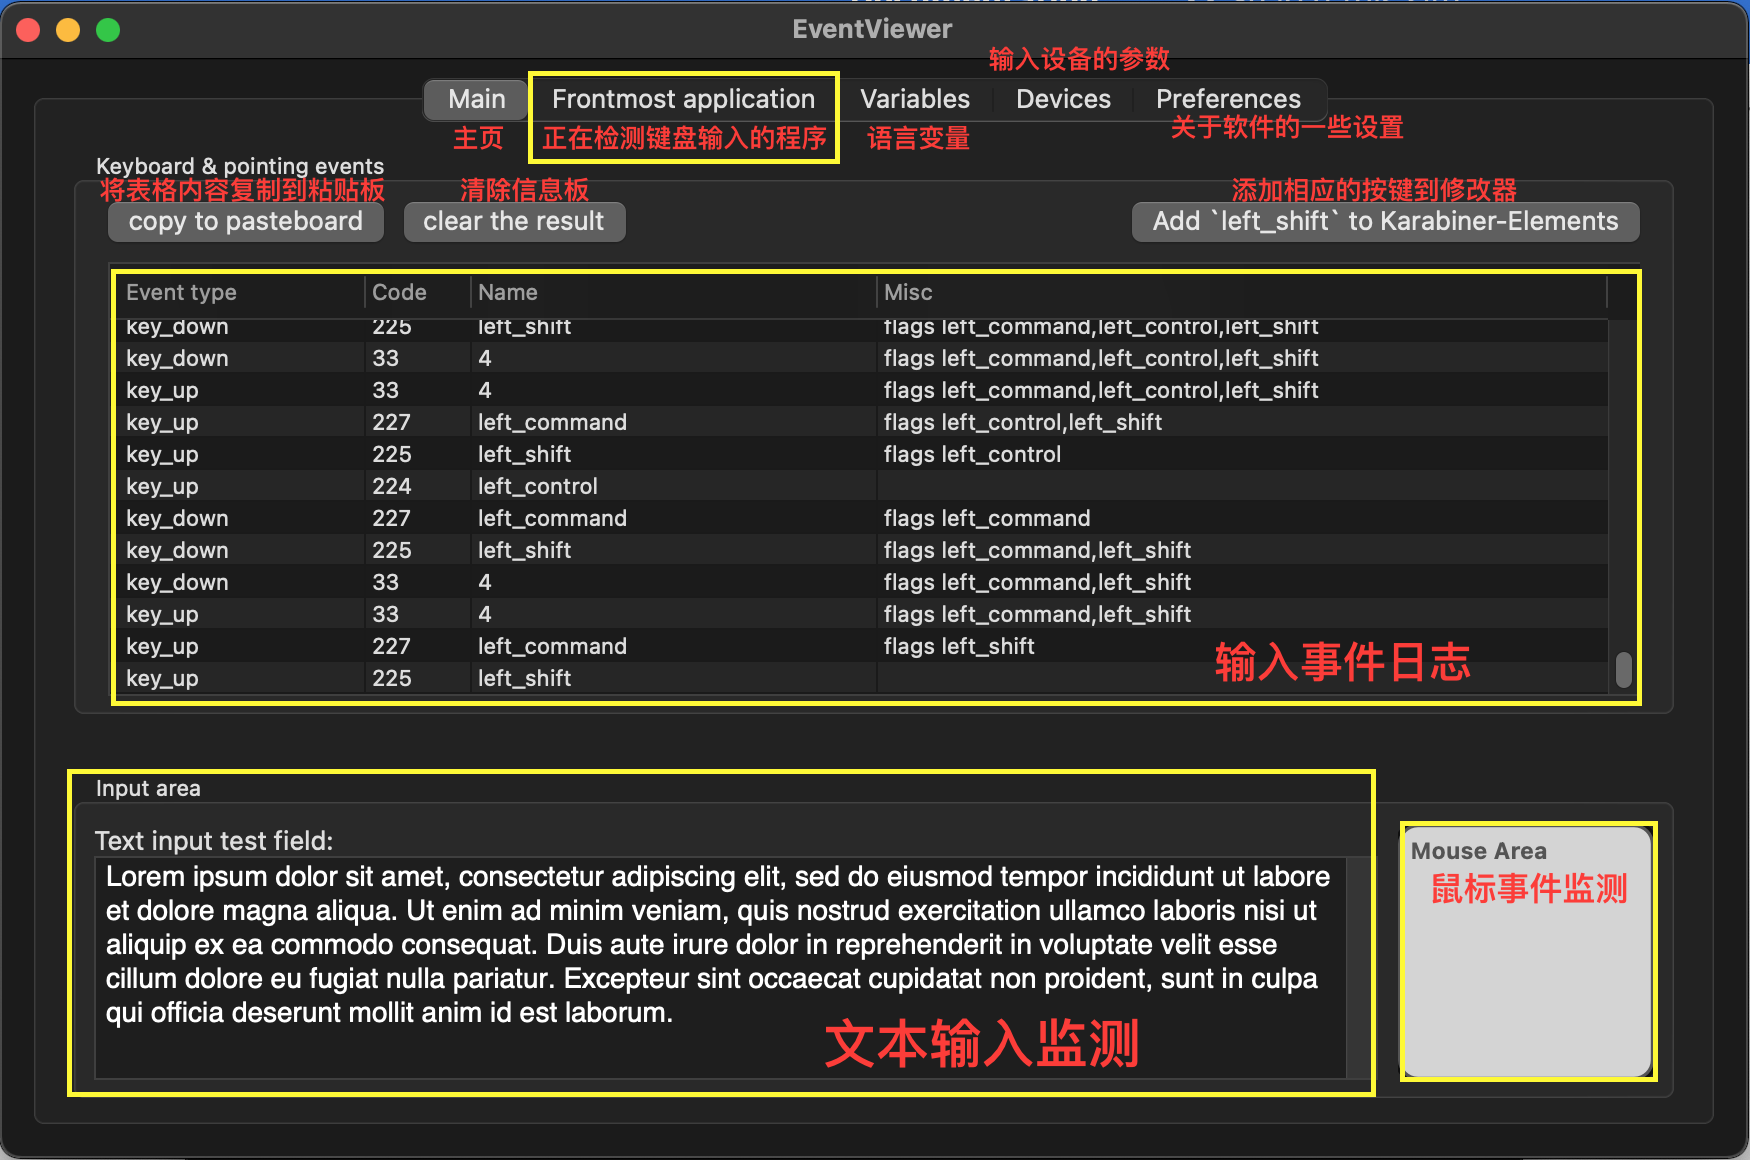 EventViewer
输入设备的参数
Main
Frontmost application
Variables
Devices
Preferences
主页
正在检测键盘输入的程序
语言变量
关于软件的一些设置
Keyboard & pointing events
将表格内容复制到粘贴板
清除信息板
添加相应的按键到修改器
copy to pasteboard
clear the result
Add `left_shift` to Karabiner-Elements
Event type Code Name Misc
key_down 225 left_shift flags left_command,left_control,left_shift
key_down 33 4 flags left_command,left_control,left_shift
key_up 33 4 flags left_command,left_control,left_shift
key_up 227 left_command flags left_control,left_shift
key_up 225 left_shift flags left_control
key_up 224 left_control
key_down 227 left_command flags left_command
key_down 225 left_shift flags left_command,left_shift
key_down 33 4 flags left_command,left_shift
key_up 33 4 flags left_command,left_shift
key_up 227 left_command flags left_shift
key_up 225 left_shift
输入事件日志
Input area
Text input test field:
Lorem ipsum dolor sit amet, consectetur adipiscing elit, sed do eiusmod tempor incididunt ut labore
et dolore magna aliqua. Ut enim ad minim veniam, quis nostrud exercitation ullamco laboris nisi ut
aliquip ex ea commodo consequat. Duis aute irure dolor in reprehenderit in voluptate velit esse
cillum dolore eu fugiat nulla pariatur. Excepteur sint occaecat cupidatat non proident, sunt in culpa
qui officia deserunt mollit anim id est laborum.
文本输入监测
Mouse Area
鼠标事件监测